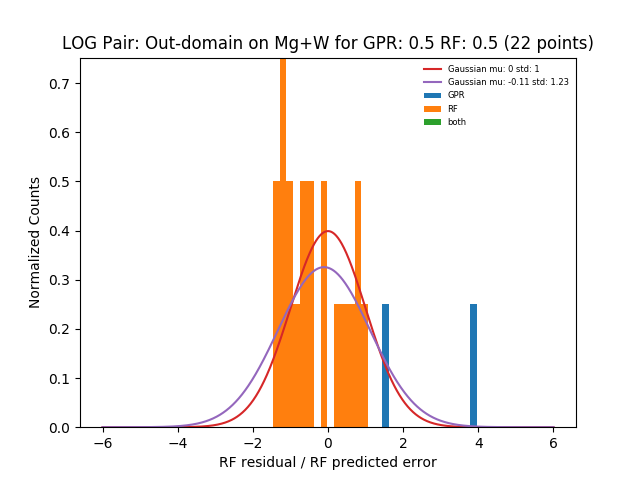 LOG Pair: Out-domain on Mg+W for GPR: 0.5 RF: 0.5 (22 points)
Gaussian mu: 0 std: 1
Gaussian mu: -0.11 std: 1.23
GPR
RF
both
Normalized Counts
0.7
0.6
0.5
0.4
0.3
0.2
0.1
0.0
−6 −4 −2 0 2 4 6
RF residual / RF predicted error